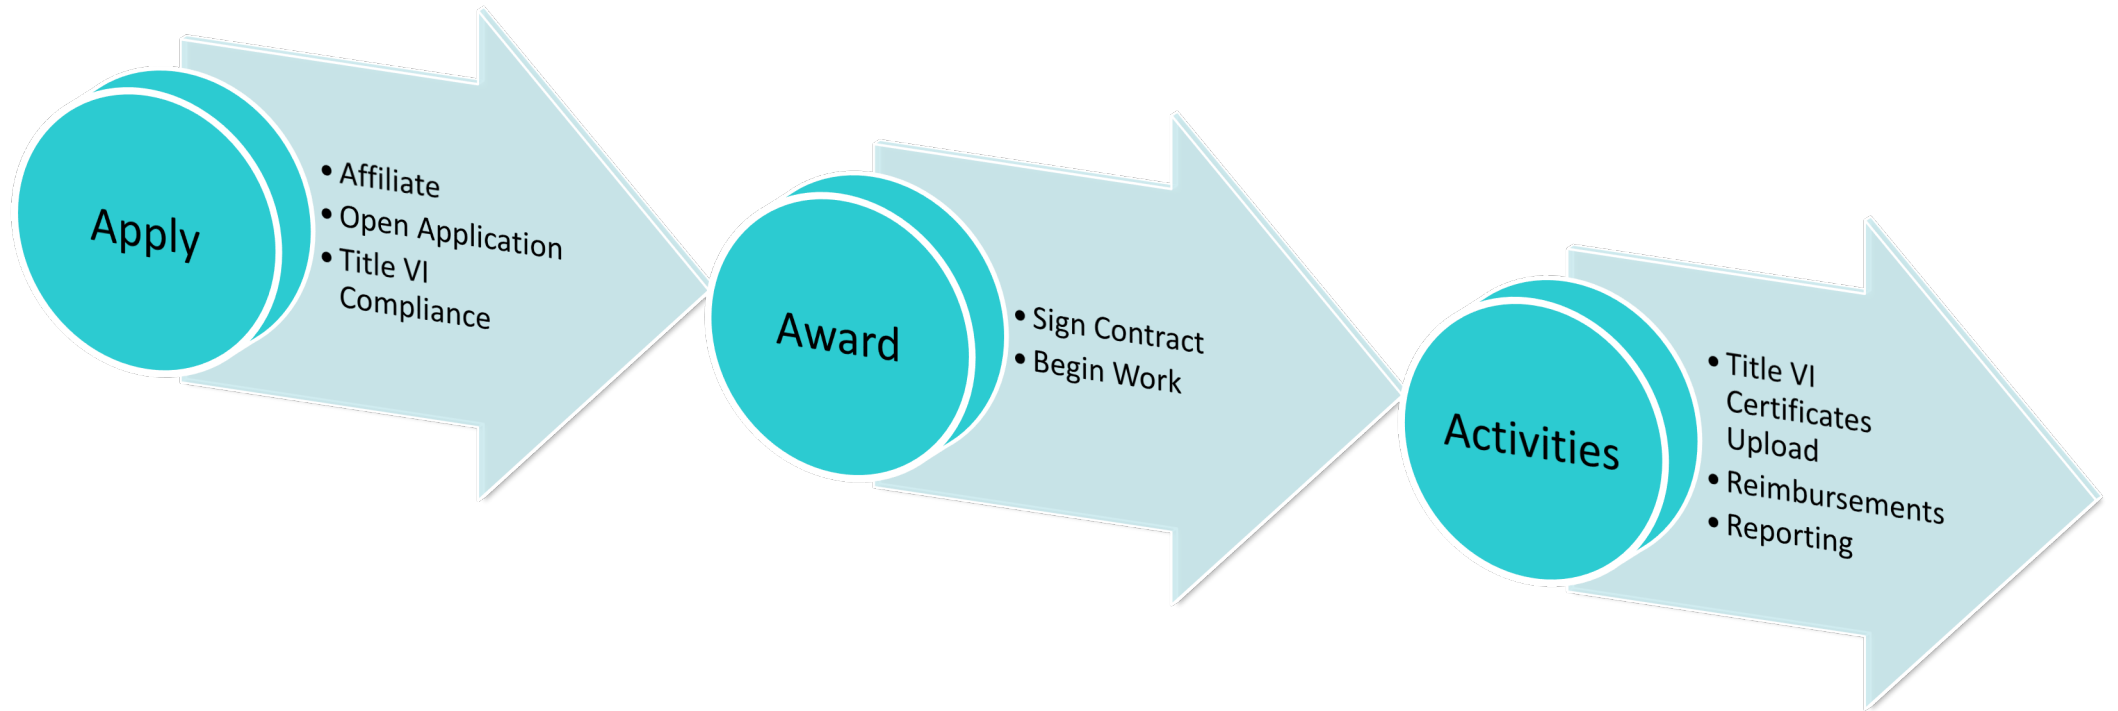 Apply
• Affiliate
• Open Application
• Title VI
Compliance
Award
• Sign Contract
• Begin Work
Activities
• Title VI
Certificates
Upload
• Reimbursements
• Reporting